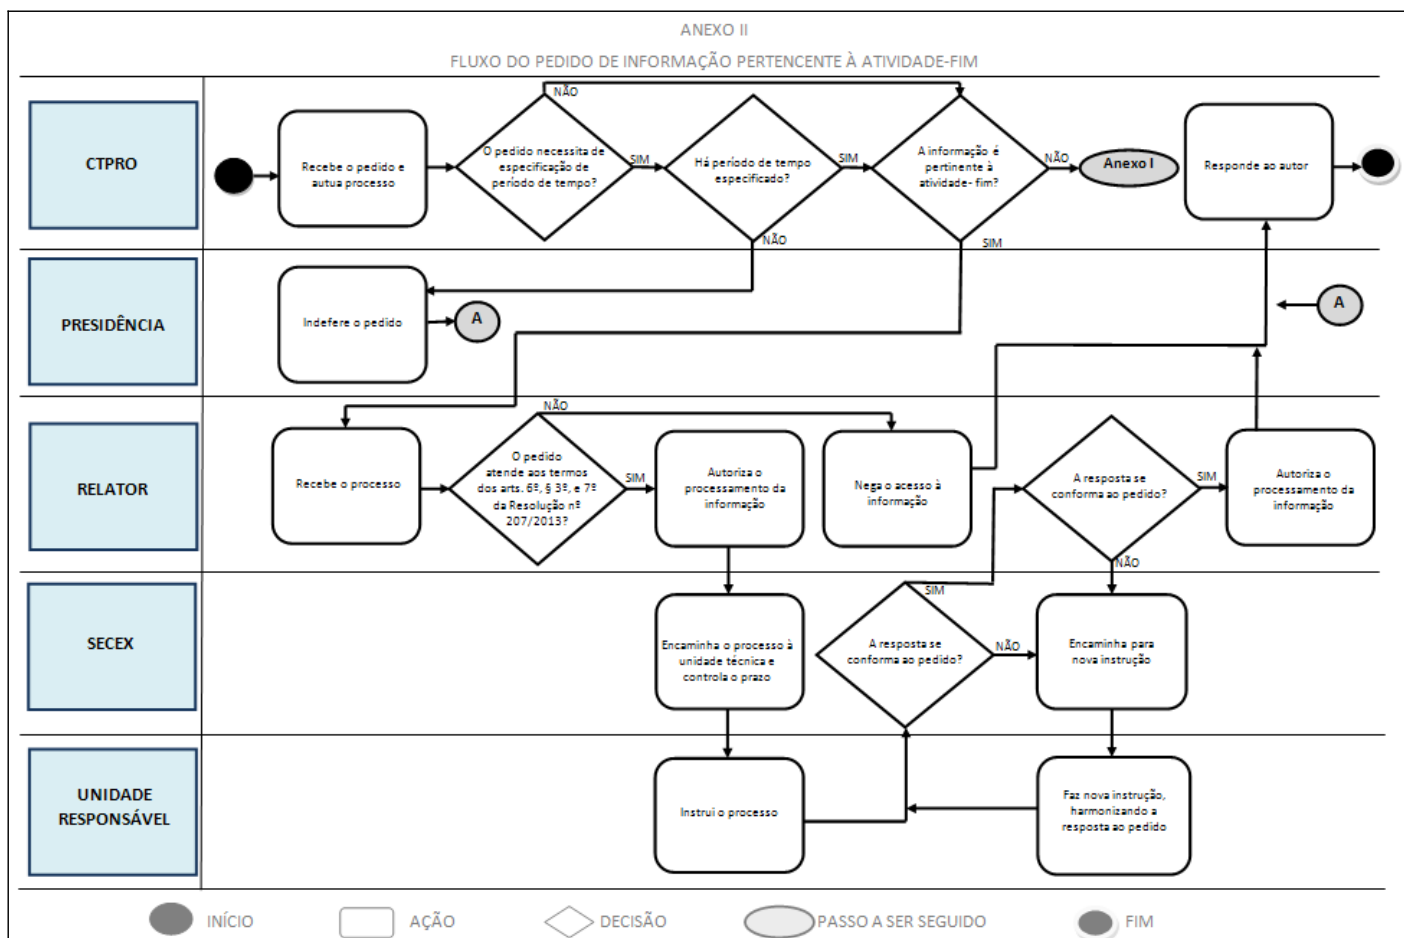 ANEXO II
FLUXO DO PEDIDO DE INFORMAÇÃO PERTENCENTE À ATIVIDADE-FIM
CTPRO
Recebe o pedido e
autua processo
O pedido necessita de
especificação de
período de tempo?
NÃO
SIM
Há período de tempo
especificado?
SIM
NÃO
A informação é
pertinente à
atividade- fim?
NÃO
SIM
Anexo I
Responde ao autor
PRESIDÊNCIA
Indefere o pedido
A
A
RELATOR
Recebe o processo
O pedido
atende aos termos
dos arts. 6º, § 3º, e 7º
da Resolução nº
207/2013?
NÃO
SIM
Autoriza o
processamento da
informação
Nega o acesso à
informação
A resposta se
conforma ao pedido?
SIM
NÃO
Autoriza o
processamento da
informação
SECEX
Encaminha o processo à
unidade técnica e
controla o prazo
A resposta se
conforma ao pedido?
SIM
NÃO
Encaminha para
nova instrução
UNIDADE
RESPONSÁVEL
Instrui o processo
Faz nova instrução,
harmonizando a
resposta ao pedido
INÍCIO
AÇÃO
DECISÃO
PASSO A SER SEGUIDO
FIM